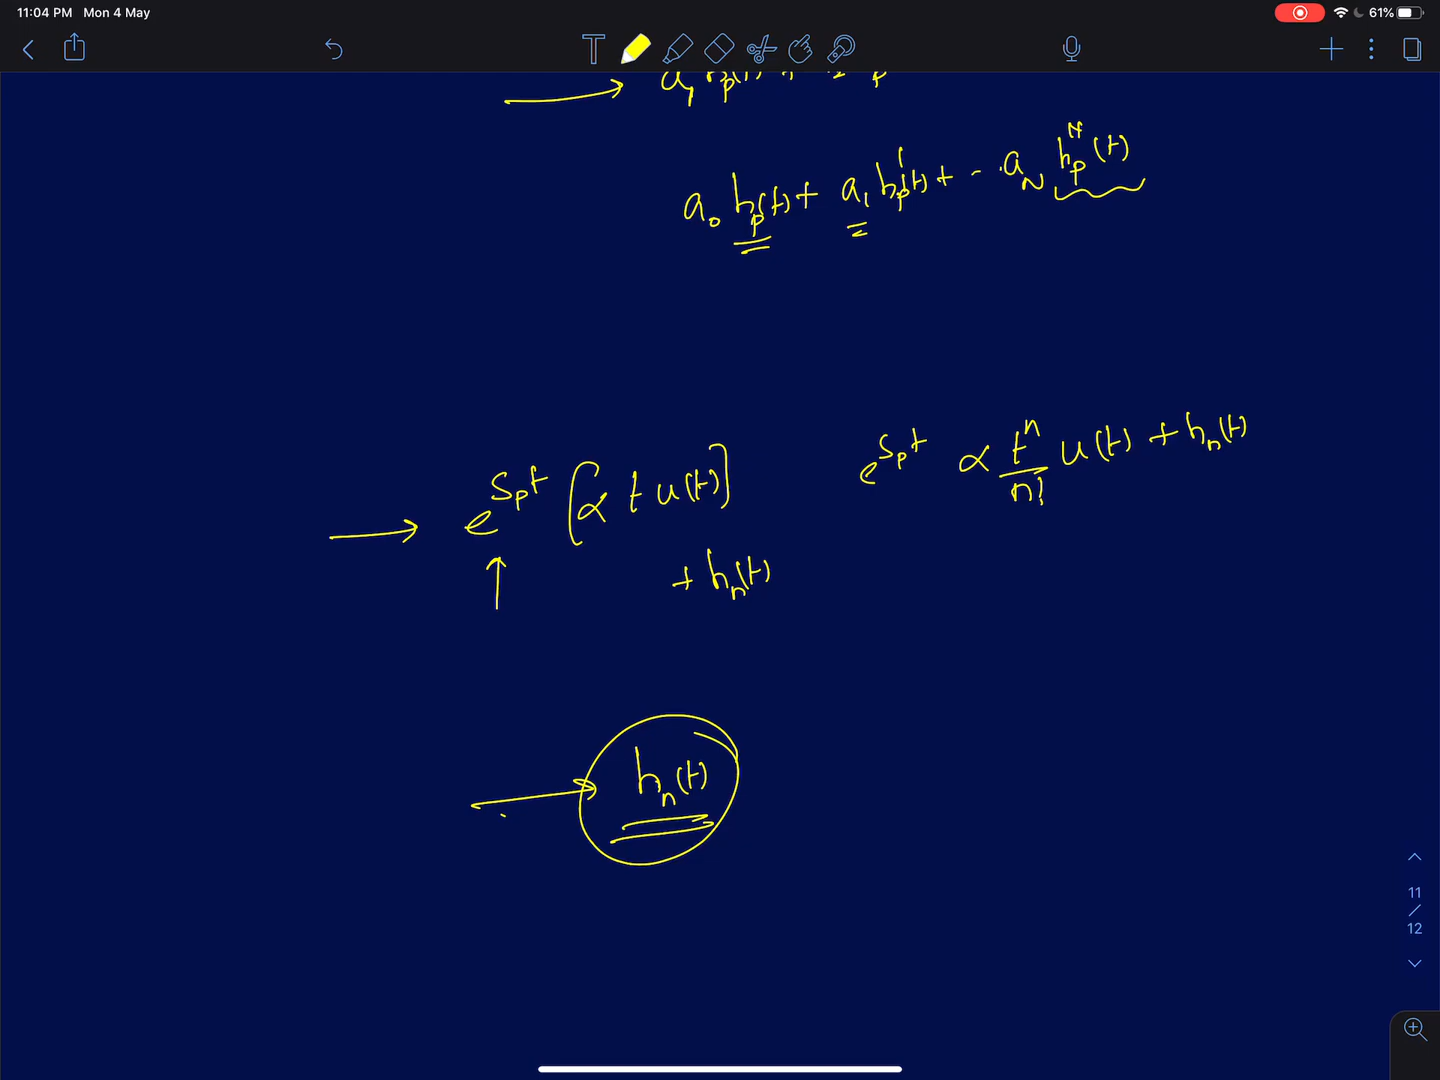 11:04 PM Mon 4 May 61%
a₀ hₚ(t) + a₁ hₚ'(t) + - . a_N hₚᴺ(t)
e^{Sₚt} [α t u(t)]
+ hₙ(t)
e^{Sₚt} α tⁿ/n! u(t) + hₙ(t)
hₙ(t)
11
/
12